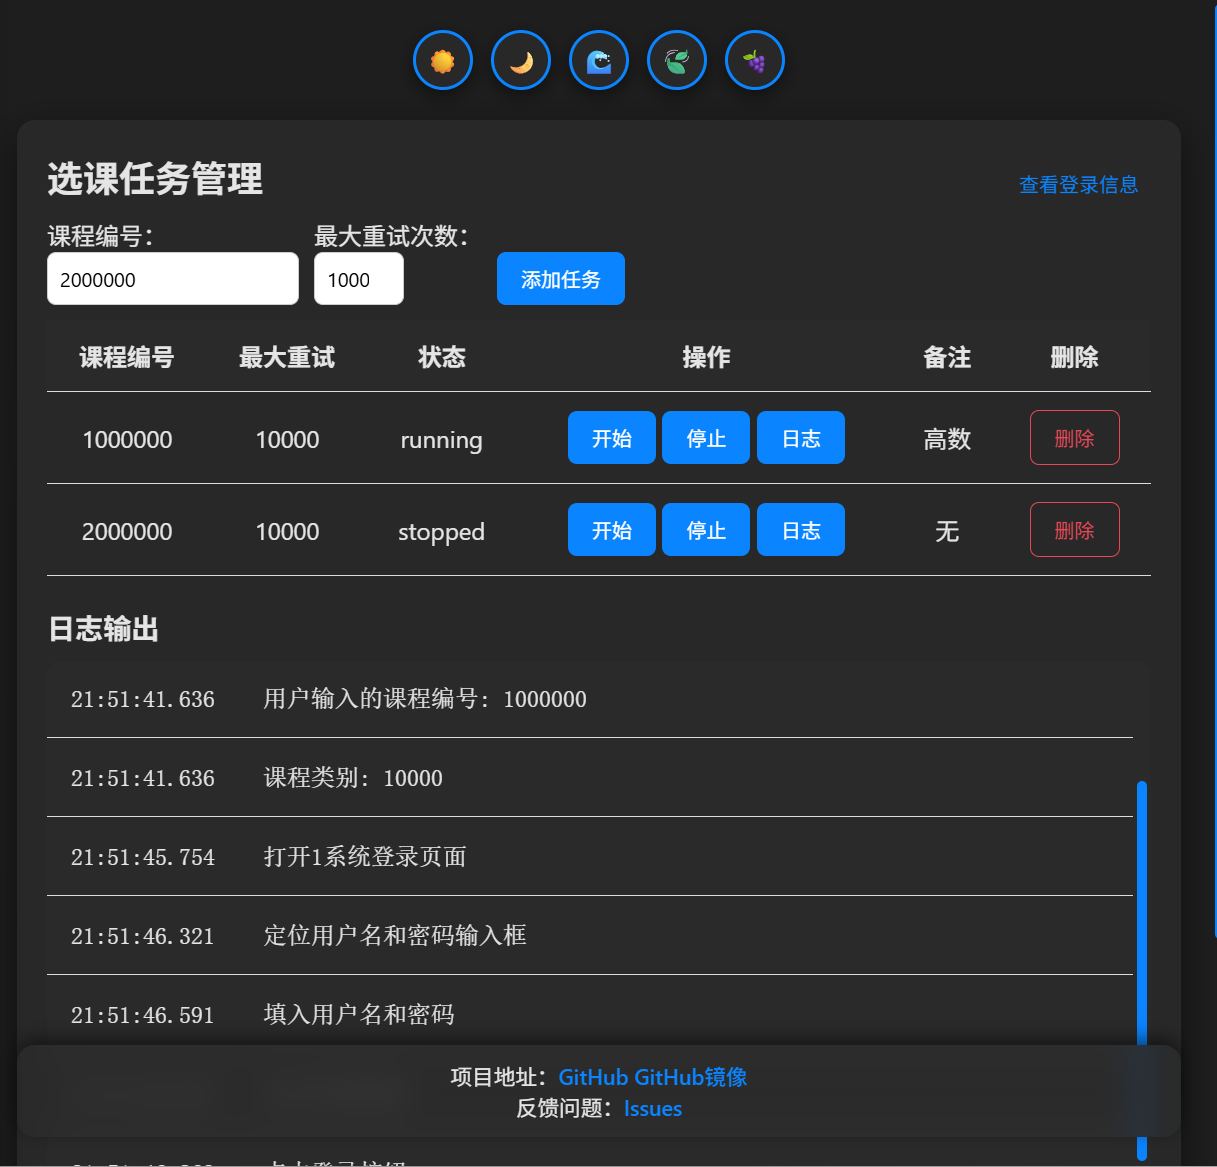 选课任务管理
查看登录信息
课程编号： 最大重试次数：
2000000 1000 添加任务
课程编号 最大重试 状态 操作 备注 删除
1000000 10000 running 开始 停止 日志 高数 删除
2000000 10000 stopped 开始 停止 日志 无 删除
日志输出
21:51:41.636 用户输入的课程编号: 1000000
21:51:41.636 课程类别: 10000
21:51:45.754 打开1系统登录页面
21:51:46.321 定位用户名和密码输入框
21:51:46.591 填入用户名和密码
项目地址：GitHub GitHub镜像
反馈问题：Issues